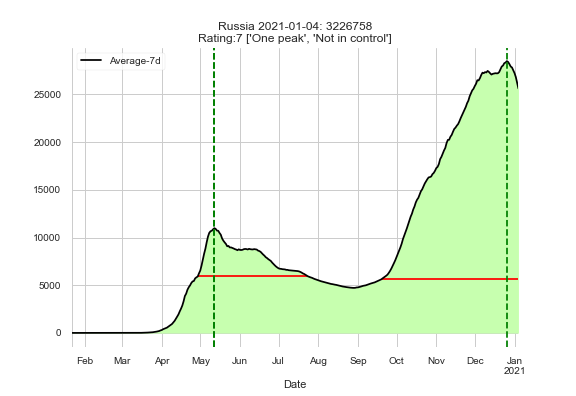 Russia 2021-01-04: 3226758
Rating:7 ['One peak', 'Not in control']
Average-7d
25000
20000
15000
10000
5000
0
Feb Mar Apr May Jun Jul Aug Sep Oct Nov Dec Jan
2021
Date